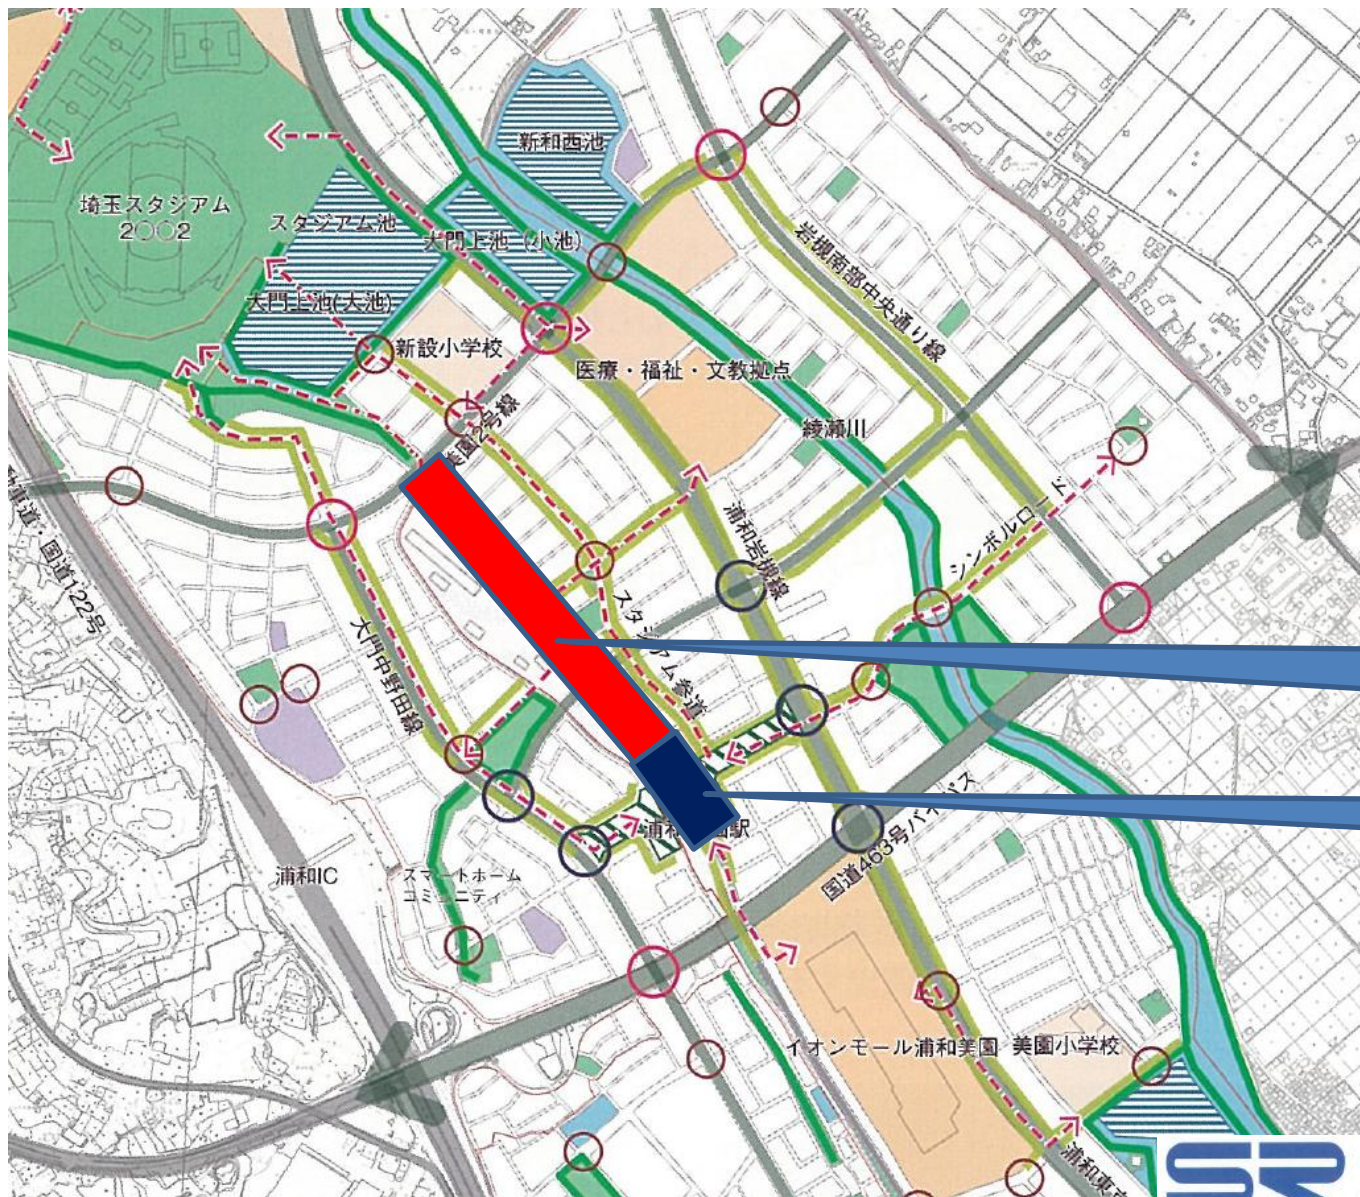 新和西池
埼玉スタジアム
2○○2
スタジアム池
大門上池（小池）
大門上池(大池)
新設小学校
岩槻南部中央通り線
医療・福祉・文教拠点
美園2号線
綾瀬川
シンボルロード
浦和岩槻線
道・国道122号
大門中野田線
スタジアム参道
浦和
駅
国道463号バイパス
浦和IC
スマートホーム
コミュニティ
イオンモール浦和美園
美園小学校
浦和東
SR